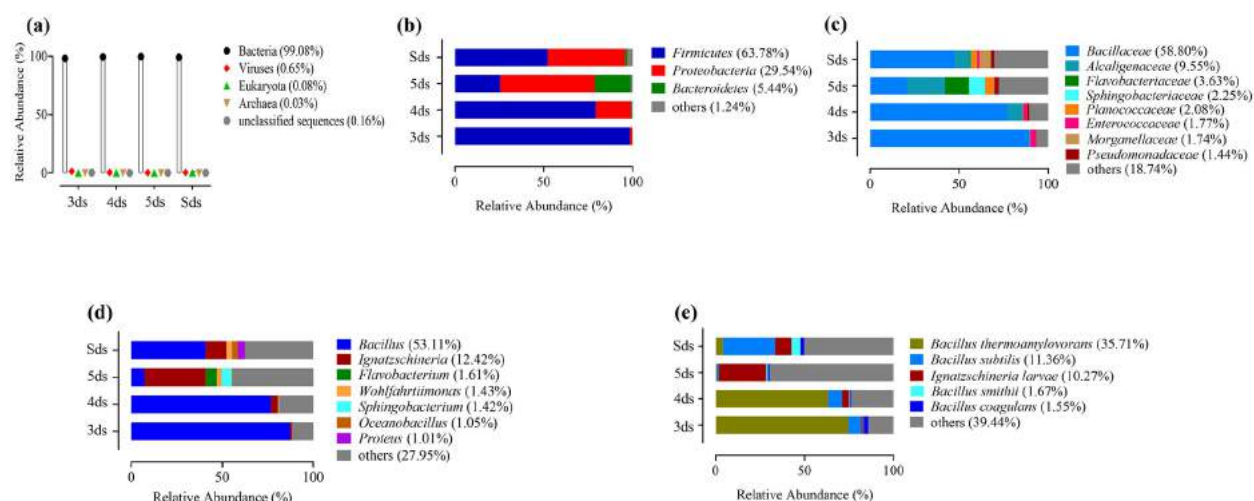 (a)
Relative Abundance (%)
100
50
0
3ds 4ds 5ds Sds
Bacteria (99.08%)
Viruses (0.65%)
Eukaryota (0.08%)
Archaea (0.03%)
unclassified sequences (0.16%)
(b)
Sds
5ds
4ds
3ds
0 50 100
Relative Abundance (%)
Firmicutes (63.78%)
Proteobacteria (29.54%)
Bacteroidetes (5.44%)
others (1.24%)
(c)
Sds
5ds
4ds
3ds
0 50 100
Relative Abundance (%)
Bacillaceae (58.80%)
Alcaligenaceae (9.55%)
Flavobacteriaceae (3.63%)
Sphingobacteriaceae (2.25%)
Planococcaceae (2.08%)
Enterococcaceae (1.77%)
Morganellaceae (1.74%)
Pseudomonadaceae (1.44%)
others (18.74%)
(d)
Sds
5ds
4ds
3ds
0 50 100
Relative Abundance (%)
Bacillus (53.11%)
Ignatzschineria (12.42%)
Flavobacterium (1.61%)
Wohlfahrtiimonas (1.43%)
Sphingobacterium (1.42%)
Oceanobacillus (1.05%)
Proteus (1.01%)
others (27.95%)
(e)
Sds
5ds
4ds
3ds
0 50 100
Relative Abundance (%)
Bacillus thermoamylovorans (35.71%)
Bacillus subtilis (11.36%)
Ignatzschineria larvae (10.27%)
Bacillus smithii (1.67%)
Bacillus coagulans (1.55%)
others (39.44%)